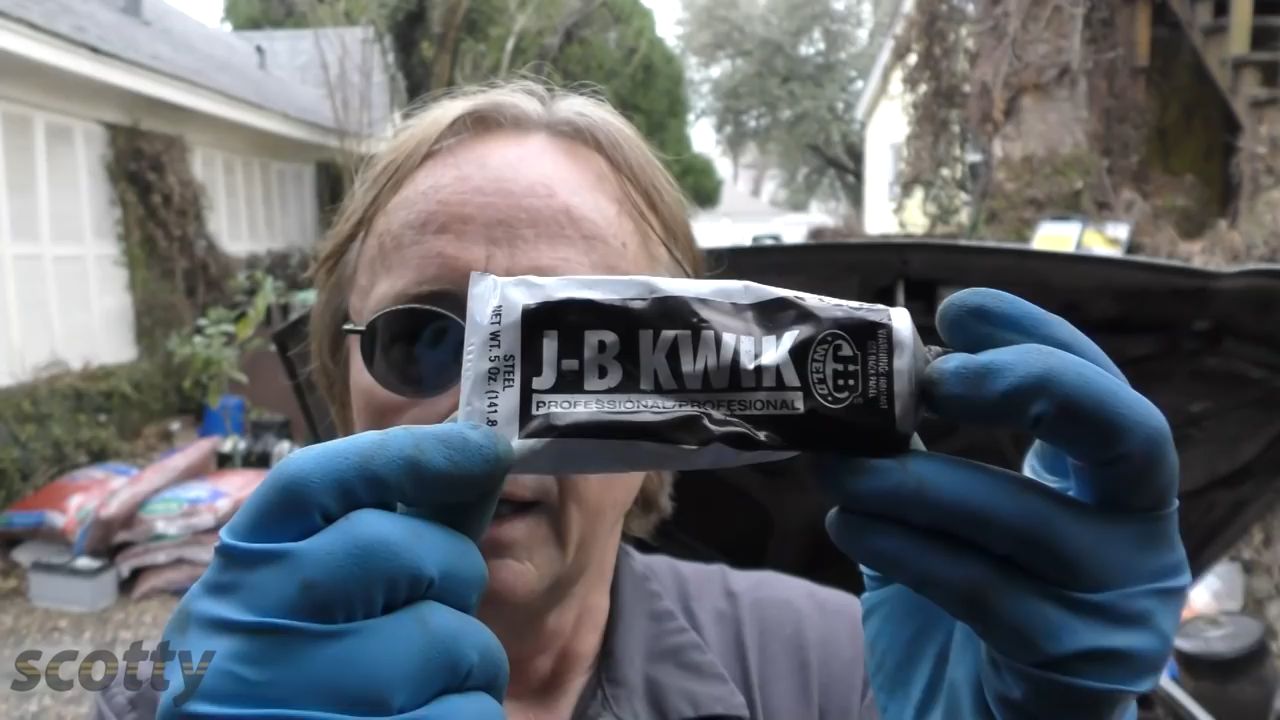 J-B KWIK
PROFESSIONAL/PROFESIONAL
STEEL
NET WT. 5 Oz. (141.8
J-B
WELD
scotty